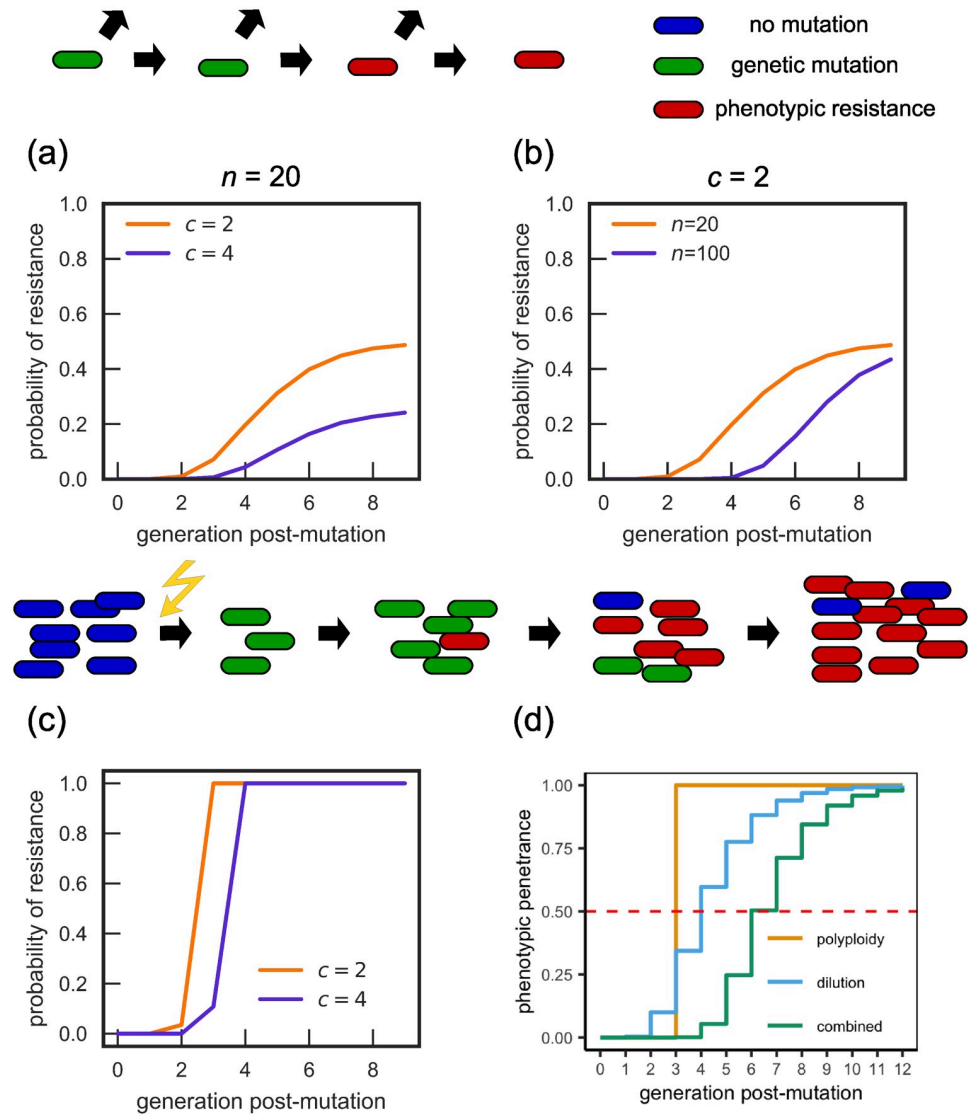 no mutation
genetic mutation
phenotypic resistance
(a)
n = 20
1.0
0.8
0.6
0.4
0.2
0.0
c = 2
c = 4
probability of resistance
0 2 4 6 8
generation post-mutation
(b)
c = 2
1.0
0.8
0.6
0.4
0.2
0.0
n=20
n=100
probability of resistance
0 2 4 6 8
generation post-mutation
(c)
1.0
0.8
0.6
0.4
0.2
0.0
c = 2
c = 4
probability of resistance
0 2 4 6 8
generation post-mutation
(d)
1.00
0.75
0.50
0.25
0.00
polyploidy
dilution
combined
phenotypic penetrance
0 1 2 3 4 5 6 7 8 9 10 11 12
generation post-mutation